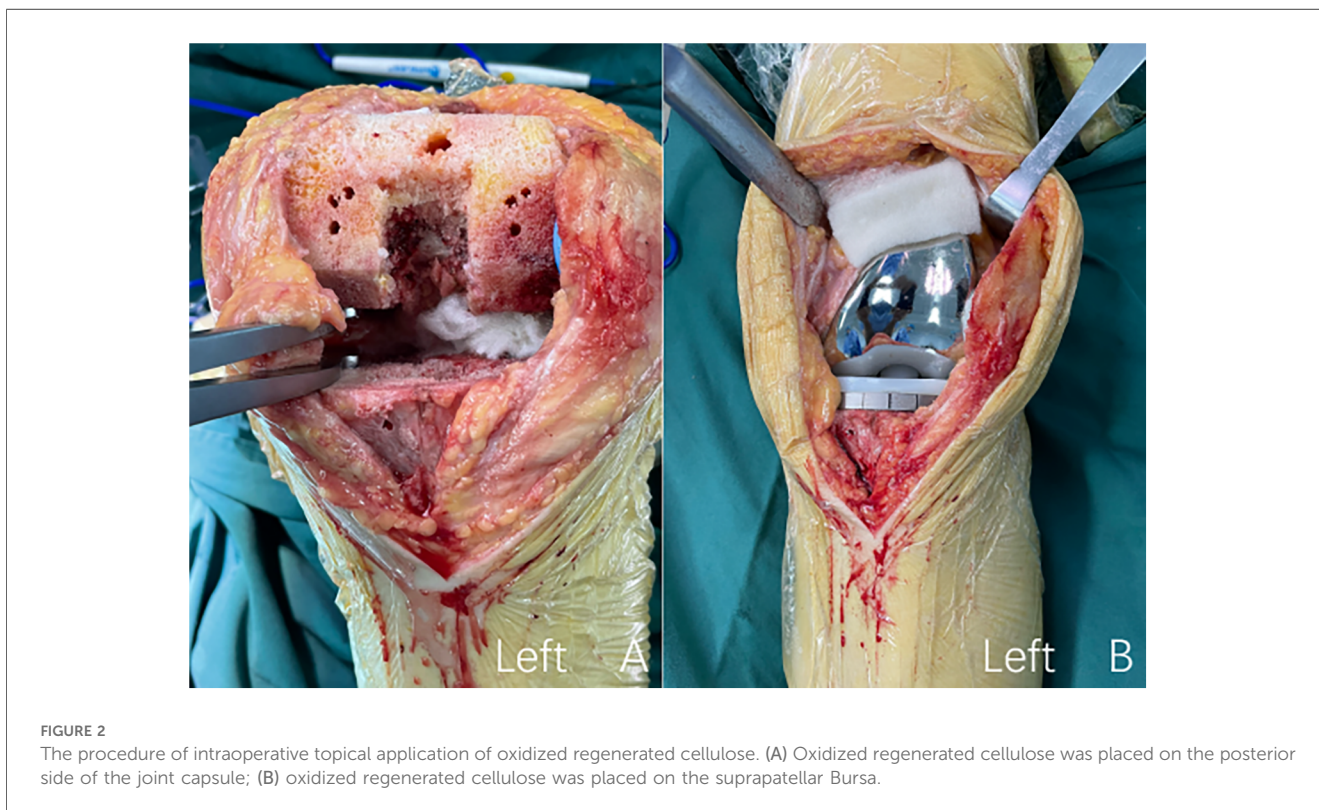 Left A
Left B
FIGURE 2
The procedure of intraoperative topical application of oxidized regenerated cellulose. (A) Oxidized regenerated cellulose was placed on the posterior
side of the joint capsule; (B) oxidized regenerated cellulose was placed on the suprapatellar Bursa.